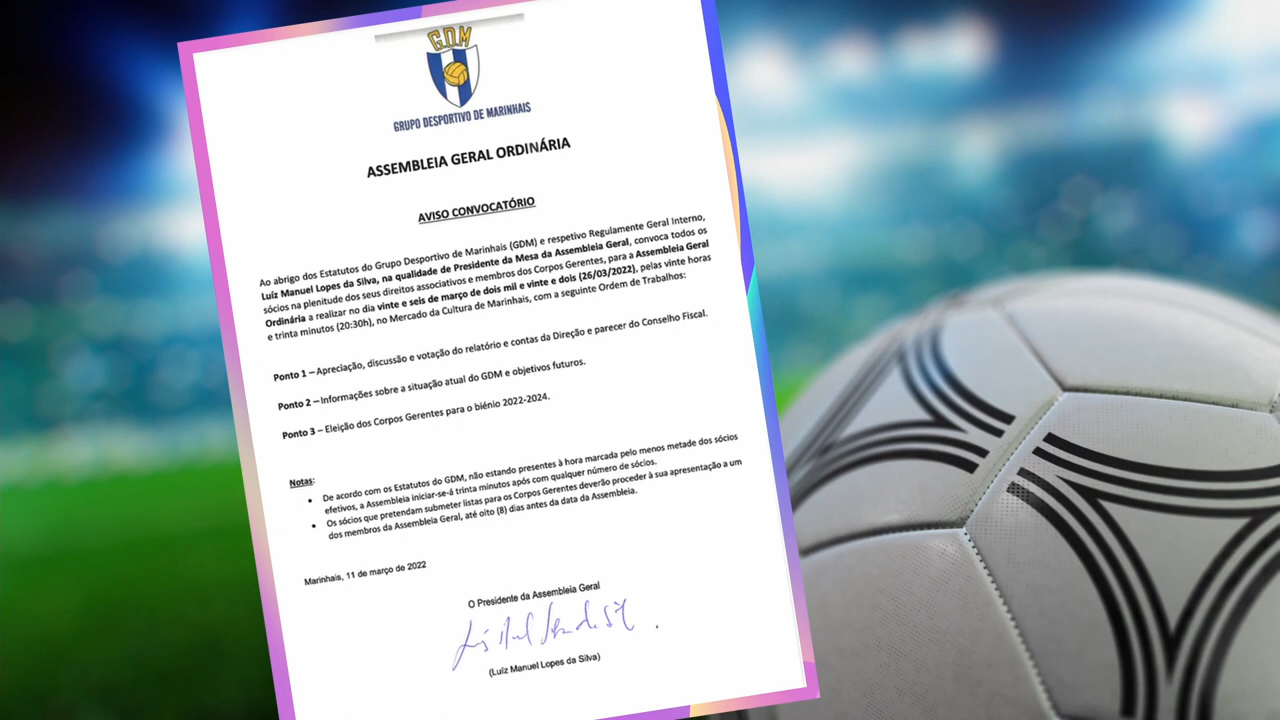 G.D.M
GRUPO DESPORTIVO DE MARINHAIS
ASSEMBLEIA GERAL ORDINÁRIA
AVISO CONVOCATÓRIO
Ao abrigo dos Estatutos do Grupo Desportivo de Marinhais (GDM) e respetivo Regulamente Geral Interno,
Luíz Manuel Lopes da Silva, na qualidade de Presidente da Mesa da Assembleia Geral, convoca todos os
sócios na plenitude dos seus direitos associativos e membros dos Corpos Gerentes, para a Assembleia Geral
Ordinária a realizar no dia vinte e seis de março de dois mil e vinte e dois (26/03/2022), pelas vinte horas
e trinta minutos (20:30h), no Mercado da Cultura de Marinhais, com a seguinte Ordem de Trabalhos:
Ponto 1 – Apreciação, discussão e votação do relatório e contas da Direção e parecer do Conselho Fiscal.
Ponto 2 – Informações sobre a situação atual do GDM e objetivos futuros.
Ponto 3 – Eleição dos Corpos Gerentes para o biénio 2022-2024.
Notas:
• De acordo com os Estatutos do GDM, não estando presentes à hora marcada pelo menos metade dos sócios
efetivos, a Assembleia iniciar-se-á trinta minutos após com qualquer número de sócios.
• Os sócios que pretendam submeter listas para os Corpos Gerentes deverão proceder à sua apresentação a um
dos membros da Assembleia Geral, até oito (8) dias antes da data da Assembleia.
Marinhais, 11 de março de 2022
O Presidente da Assembleia Geral
(Luíz Manuel Lopes da Silva)